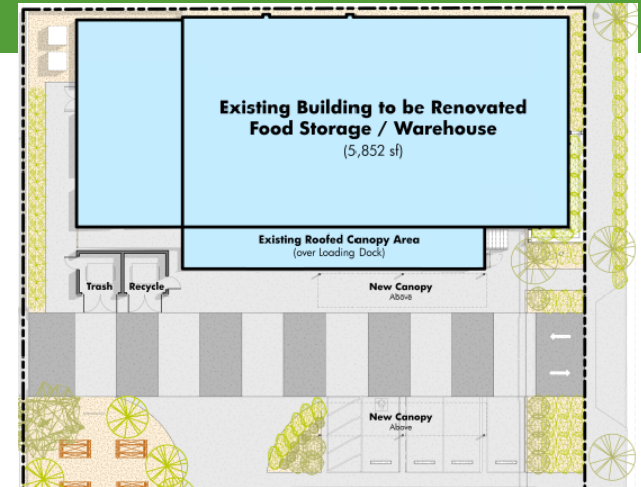 Existing Building to be Renovated
Food Storage / Warehouse
(5,852 sf)
Existing Roofed Canopy Area
(over Loading Dock)
Trash
Recycle
New Canopy
Above
New Canopy
Above